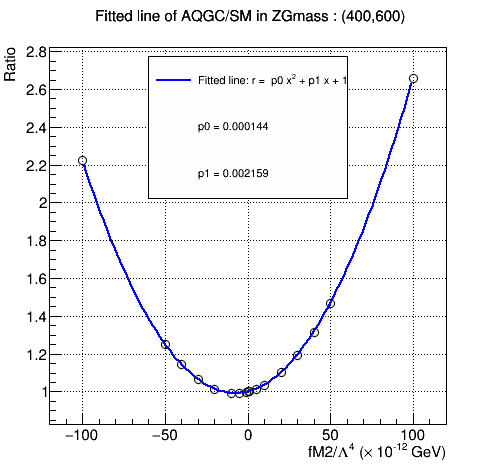 Fitted line of AQGC/SM in ZGmass : (400,600)
Ratio
2.8
2.6
2.4
2.2
2
1.8
1.6
1.4
1.2
1
Fitted line: r = p0 x² + p1 x + 1
p0 = 0.000144
p1 = 0.002159
−100 −50 0 50 100
fM2/Λ⁴ (× 10⁻¹² GeV)